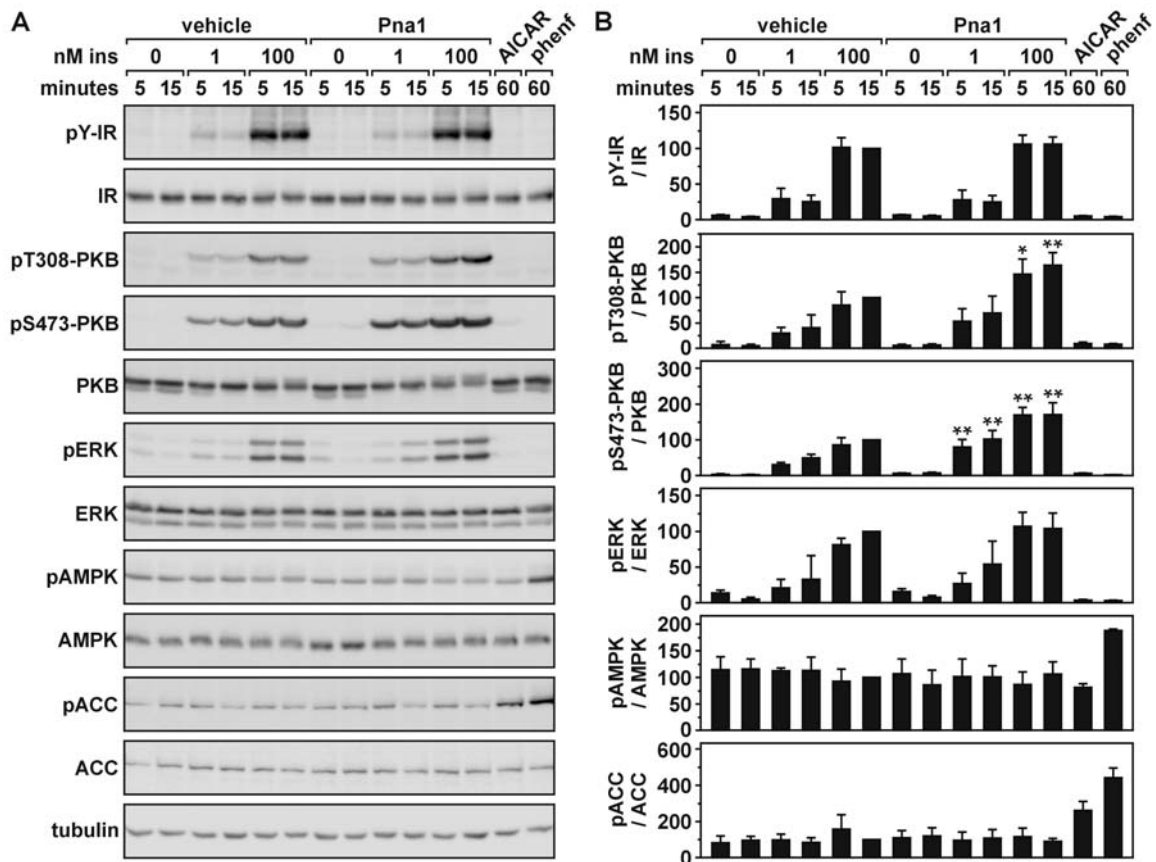 A
vehicle Pna1 AICAR phenf
nM ins 0 1 100 0 1 100
minutes 5 15 5 15 5 15 5 15 5 15 5 15 60 60
pY-IR
IR
pT308-PKB
pS473-PKB
PKB
pERK
ERK
pAMPK
AMPK
pACC
ACC
tubulin
B
vehicle Pna1 AICAR phenf
nM ins 0 1 100 0 1 100
minutes 5 15 5 15 5 15 5 15 5 15 5 15 60 60
pY-IR
/ IR
150
100
50
0
pT308-PKB
/ PKB
200
150
100
50
0
* **
pS473-PKB
/ PKB
300
200
100
0
** ** ** **
pERK
/ ERK
150
100
50
0
pAMPK
/ AMPK
200
150
100
50
0
pACC
/ ACC
600
400
200
0